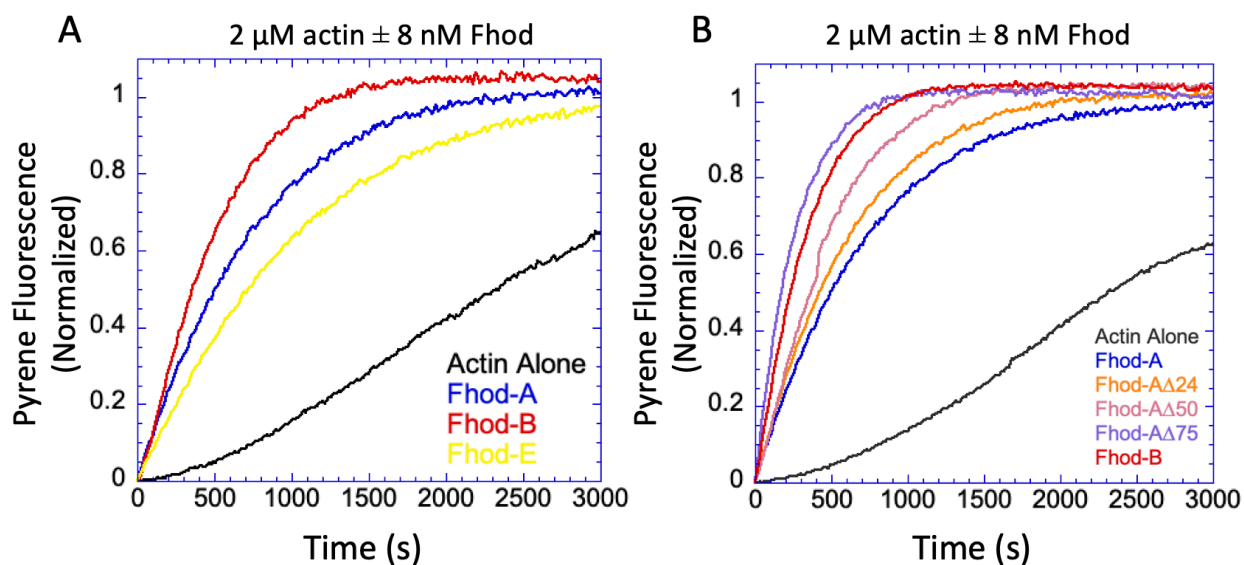 A
2 µM actin ± 8 nM Fhod
Pyrene Fluorescence
(Normalized)
1
0.8
0.6
0.4
0.2
0
Actin Alone
Fhod-A
Fhod-B
Fhod-E
0 500 1000 1500 2000 2500 3000
Time (s)
B
2 µM actin ± 8 nM Fhod
Pyrene Fluorescence
(Normalized)
1
0.8
0.6
0.4
0.2
0
Actin Alone
Fhod-A
Fhod-AΔ24
Fhod-AΔ50
Fhod-AΔ75
Fhod-B
0 500 1000 1500 2000 2500 3000
Time (s)